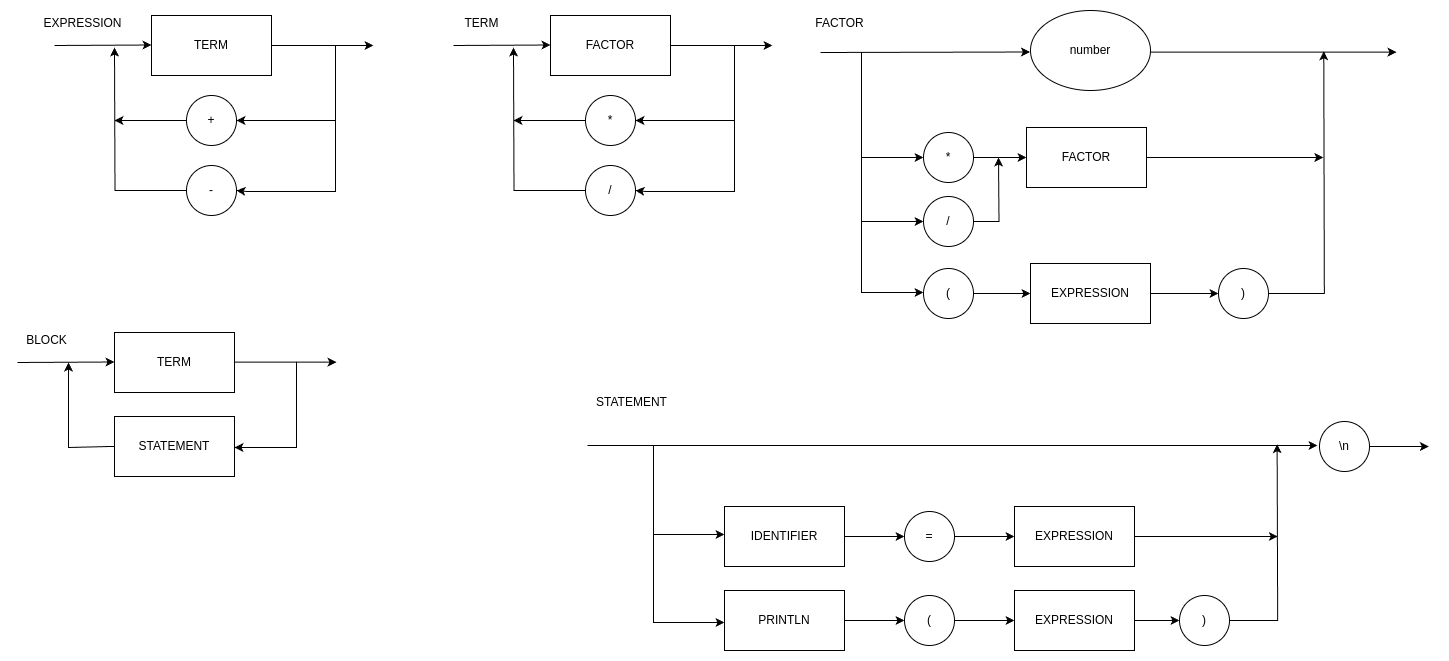 EXPRESSION
TERM
+
-
TERM
FACTOR
*
/
FACTOR
number
*
FACTOR
/
(
EXPRESSION
)
BLOCK
TERM
STATEMENT
STATEMENT
\n
IDENTIFIER
=
EXPRESSION
PRINTLN
(
EXPRESSION
)